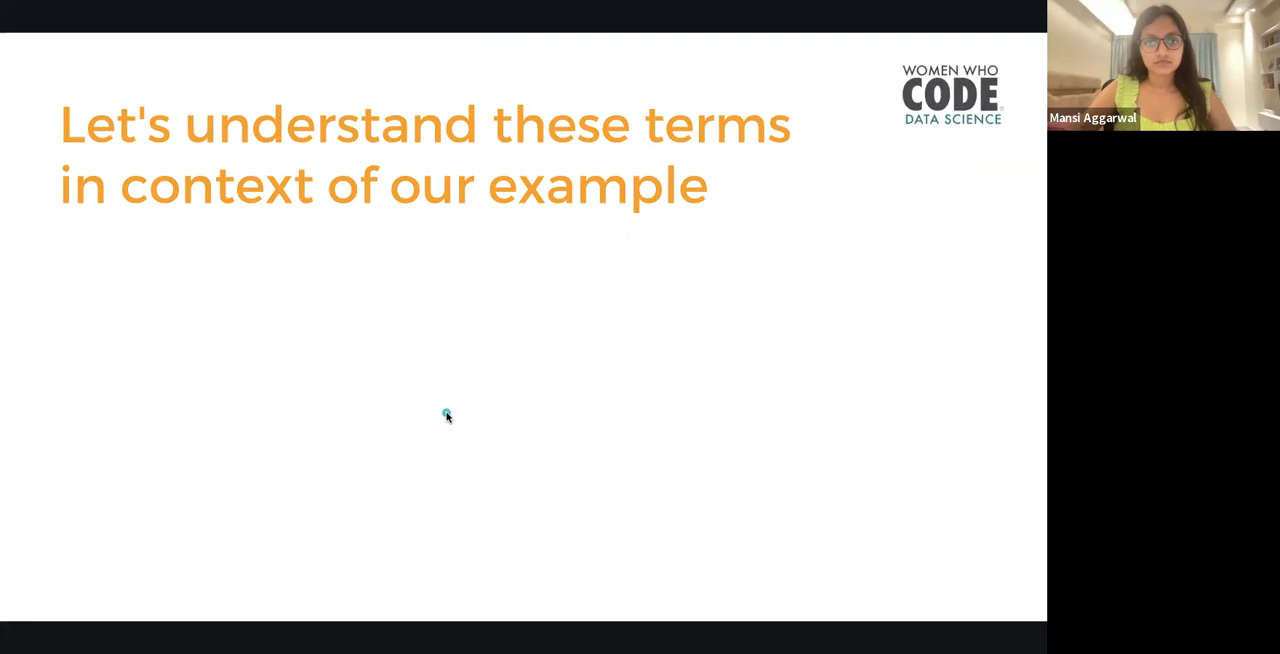 Let's understand these terms
in context of our example
WOMEN WHO
CODE
DATA SCIENCE
Mansi Aggarwal